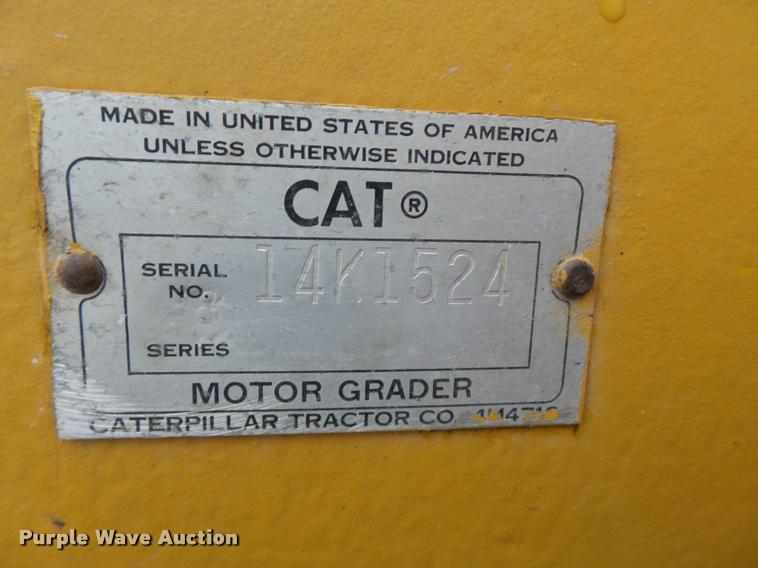 MADE IN UNITED STATES OF AMERICA
UNLESS OTHERWISE INDICATED
CAT®
SERIAL NO. 14K1524
SERIES
MOTOR GRADER
CATERPILLAR TRACTOR CO
Purple Wave Auction